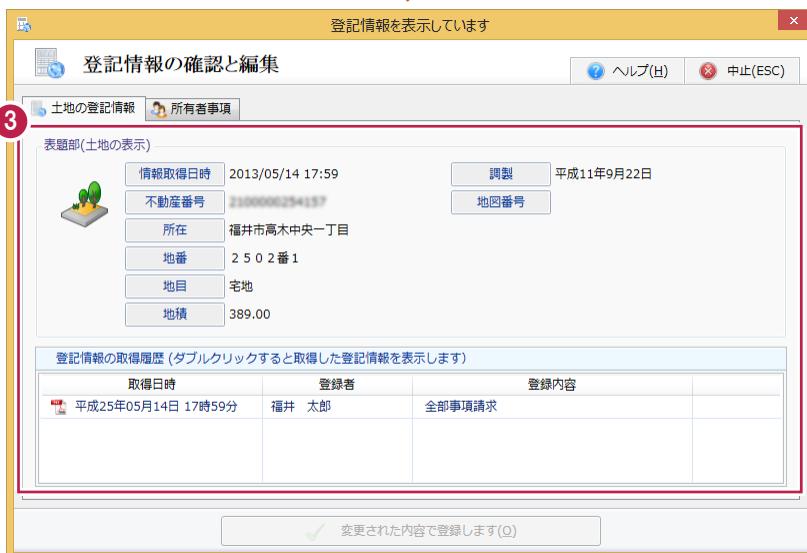 登記情報を表示しています
登記情報の確認と編集
ヘルプ(H)
中止(ESC)
土地の登記情報
所有者事項
3
表題部(土地の表示)
情報取得日時 2013/05/14 17:59 調製 平成11年9月22日
不動産番号 地図番号
所在 福井市高木中央一丁目
地番 2502番1
地目 宅地
地積 389.00
登記情報の取得履歴 (ダブルクリックすると取得した登記情報を表示します)
取得日時 登録者 登録内容
平成25年05月14日 17時59分 福井 太郎 全部事項請求
変更された内容で登録します(O)